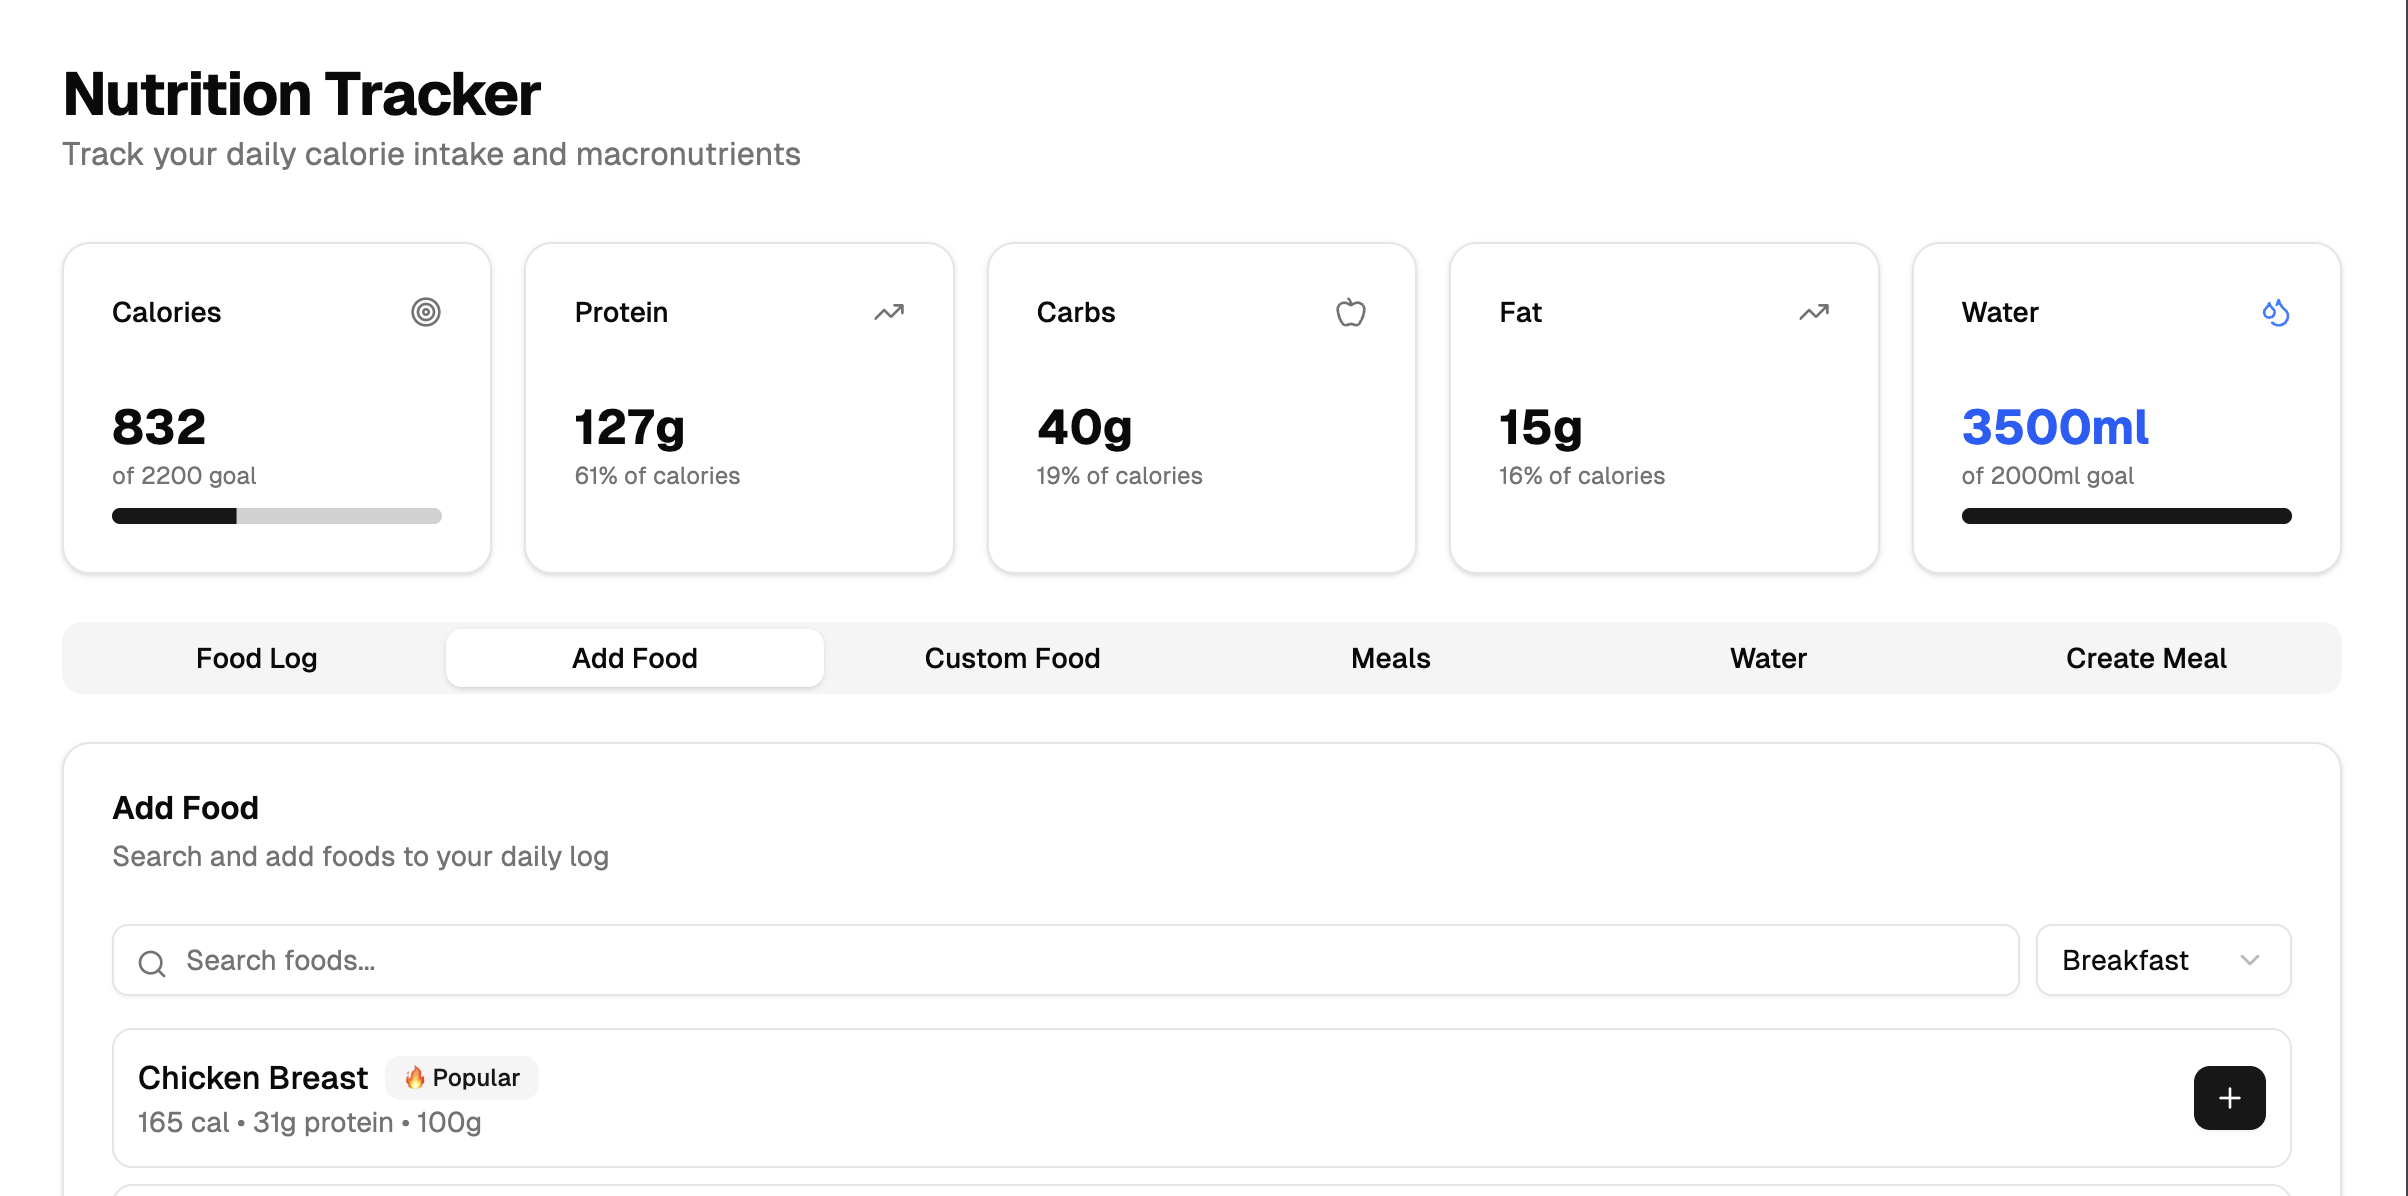 Nutrition Tracker
Track your daily calorie intake and macronutrients
Calories
832
of 2200 goal
Protein
127g
61% of calories
Carbs
40g
19% of calories
Fat
15g
16% of calories
Water
3500ml
of 2000ml goal
Food Log
Add Food
Custom Food
Meals
Water
Create Meal
Add Food
Search and add foods to your daily log
Search foods...
Breakfast
Chicken Breast
🔥 Popular
165 cal • 31g protein • 100g